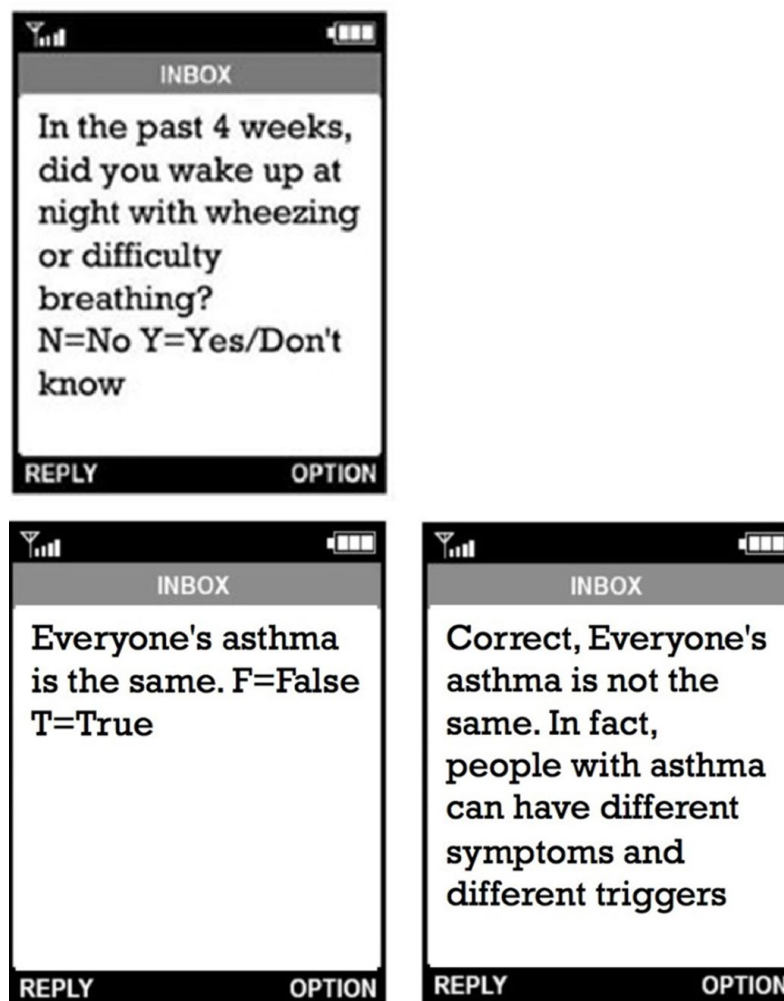 INBOX
In the past 4 weeks,
did you wake up at
night with wheezing
or difficulty
breathing?
N=No Y=Yes/Don't
know
REPLY OPTION
INBOX
Everyone's asthma
is the same. F=False
T=True
REPLY OPTION
INBOX
Correct, Everyone's
asthma is not the
same. In fact,
people with asthma
can have different
symptoms and
different triggers
REPLY OPTION